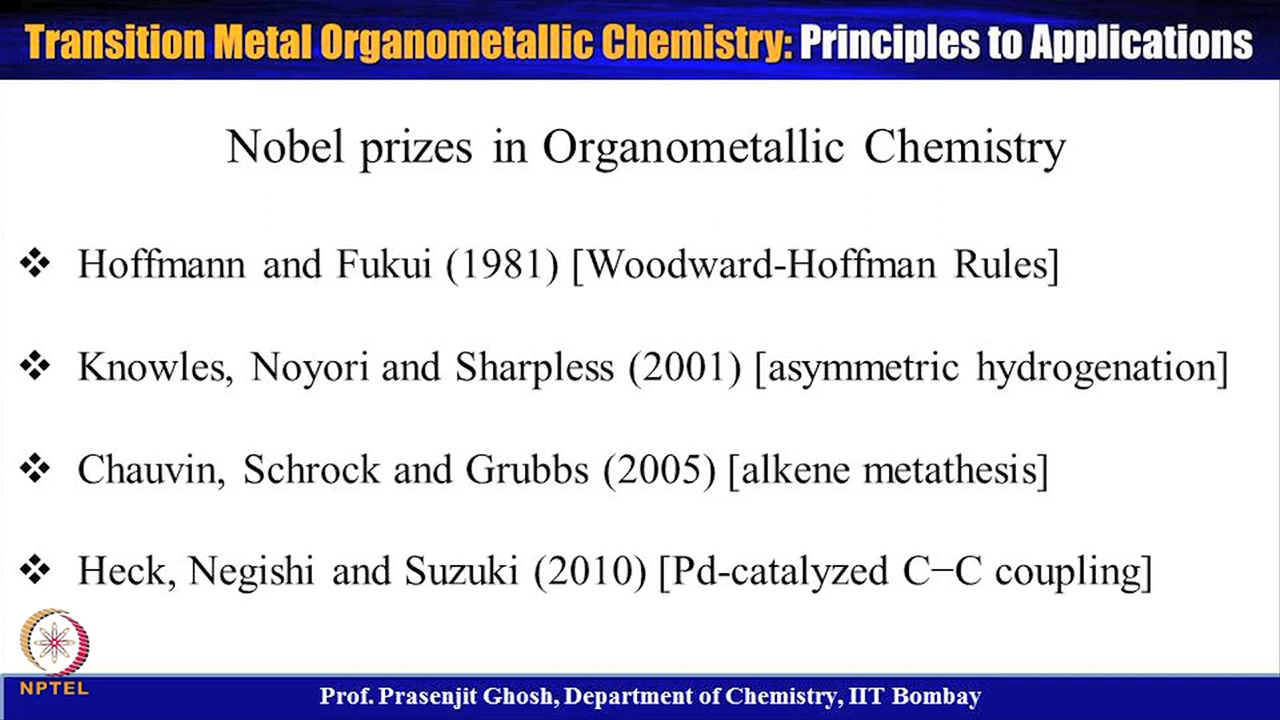 Transition Metal Organometallic Chemistry: Principles to Applications
Nobel prizes in Organometallic Chemistry
❖ Hoffmann and Fukui (1981) [Woodward-Hoffman Rules]
❖ Knowles, Noyori and Sharpless (2001) [asymmetric hydrogenation]
❖ Chauvin, Schrock and Grubbs (2005) [alkene metathesis]
❖ Heck, Negishi and Suzuki (2010) [Pd-catalyzed C−C coupling]
NPTEL
Prof. Prasenjit Ghosh, Department of Chemistry, IIT Bombay